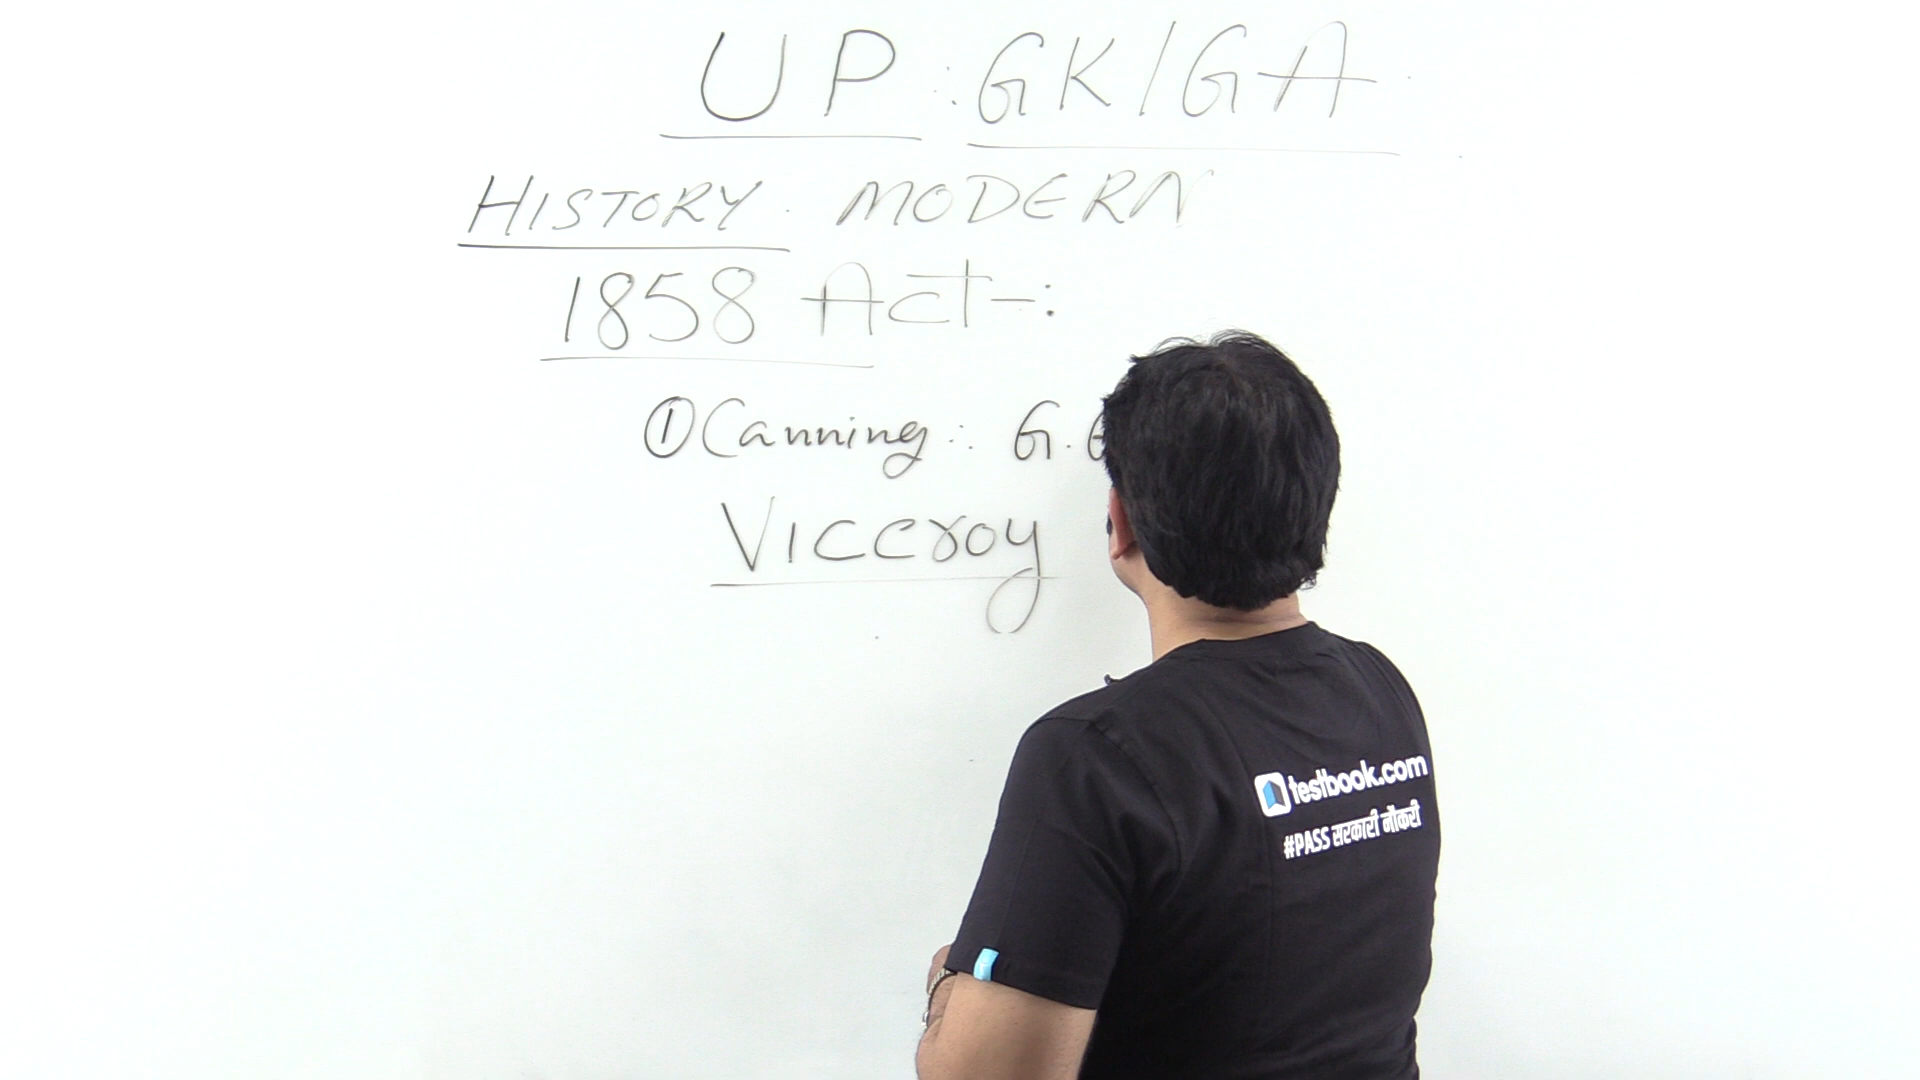 UP : GK/GA
HISTORY. MODERN
1858 ACT-:
① Canning : G.G
Viceroy
testbook.com
#PASS सरकारी नौकरी